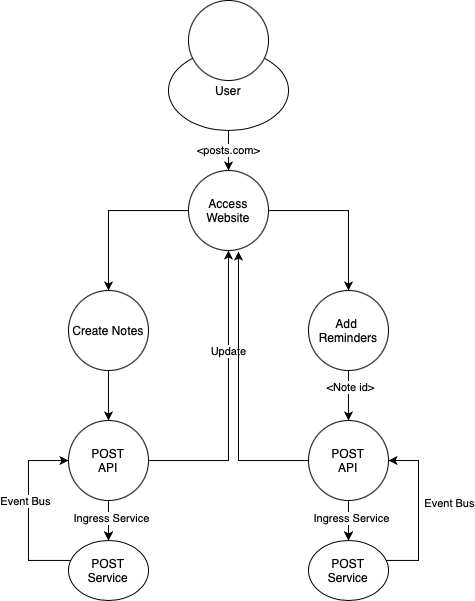 User
<posts.com>
Access
Website
Create Notes
Add
Reminders
Update
<Note id>
POST
API
POST
API
Event Bus
Event Bus
Ingress Service
Ingress Service
POST
Service
POST
Service